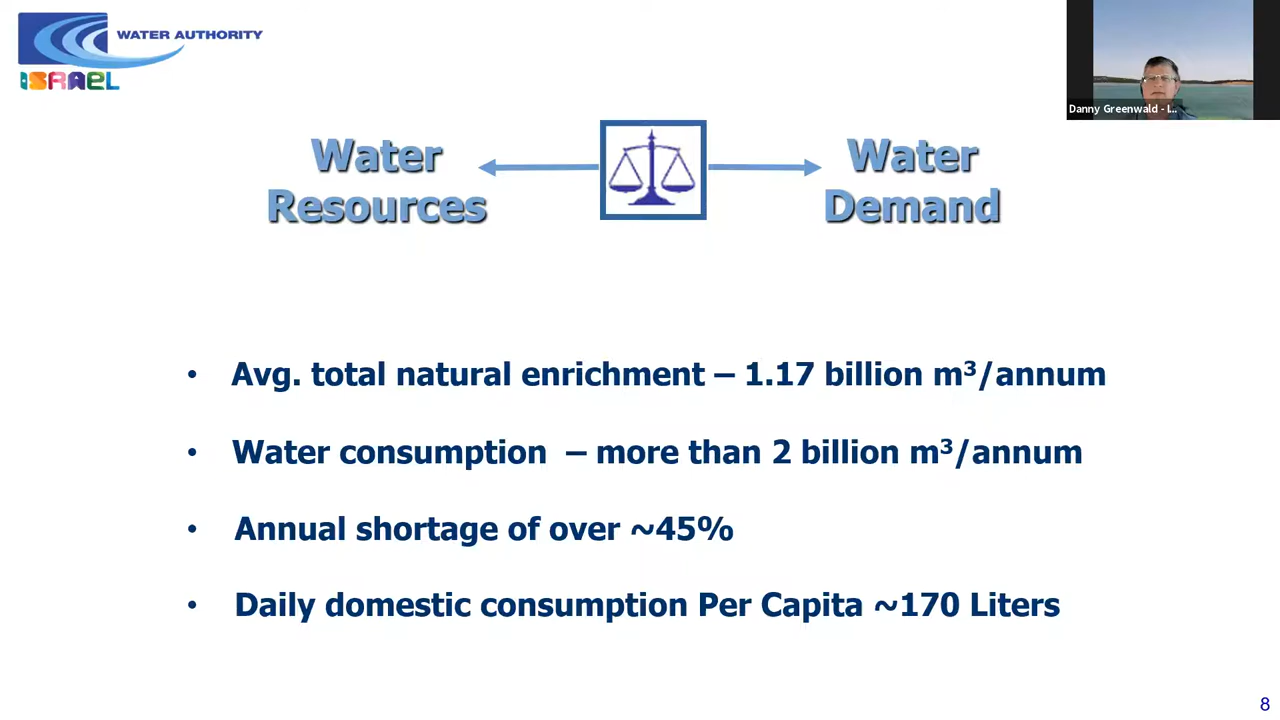 WATER AUTHORITY
ISRAEL
Danny Greenwald - I...
Water
Resources
Water
Demand
• Avg. total natural enrichment – 1.17 billion m³/annum
• Water consumption – more than 2 billion m³/annum
• Annual shortage of over ~45%
• Daily domestic consumption Per Capita ~170 Liters
8